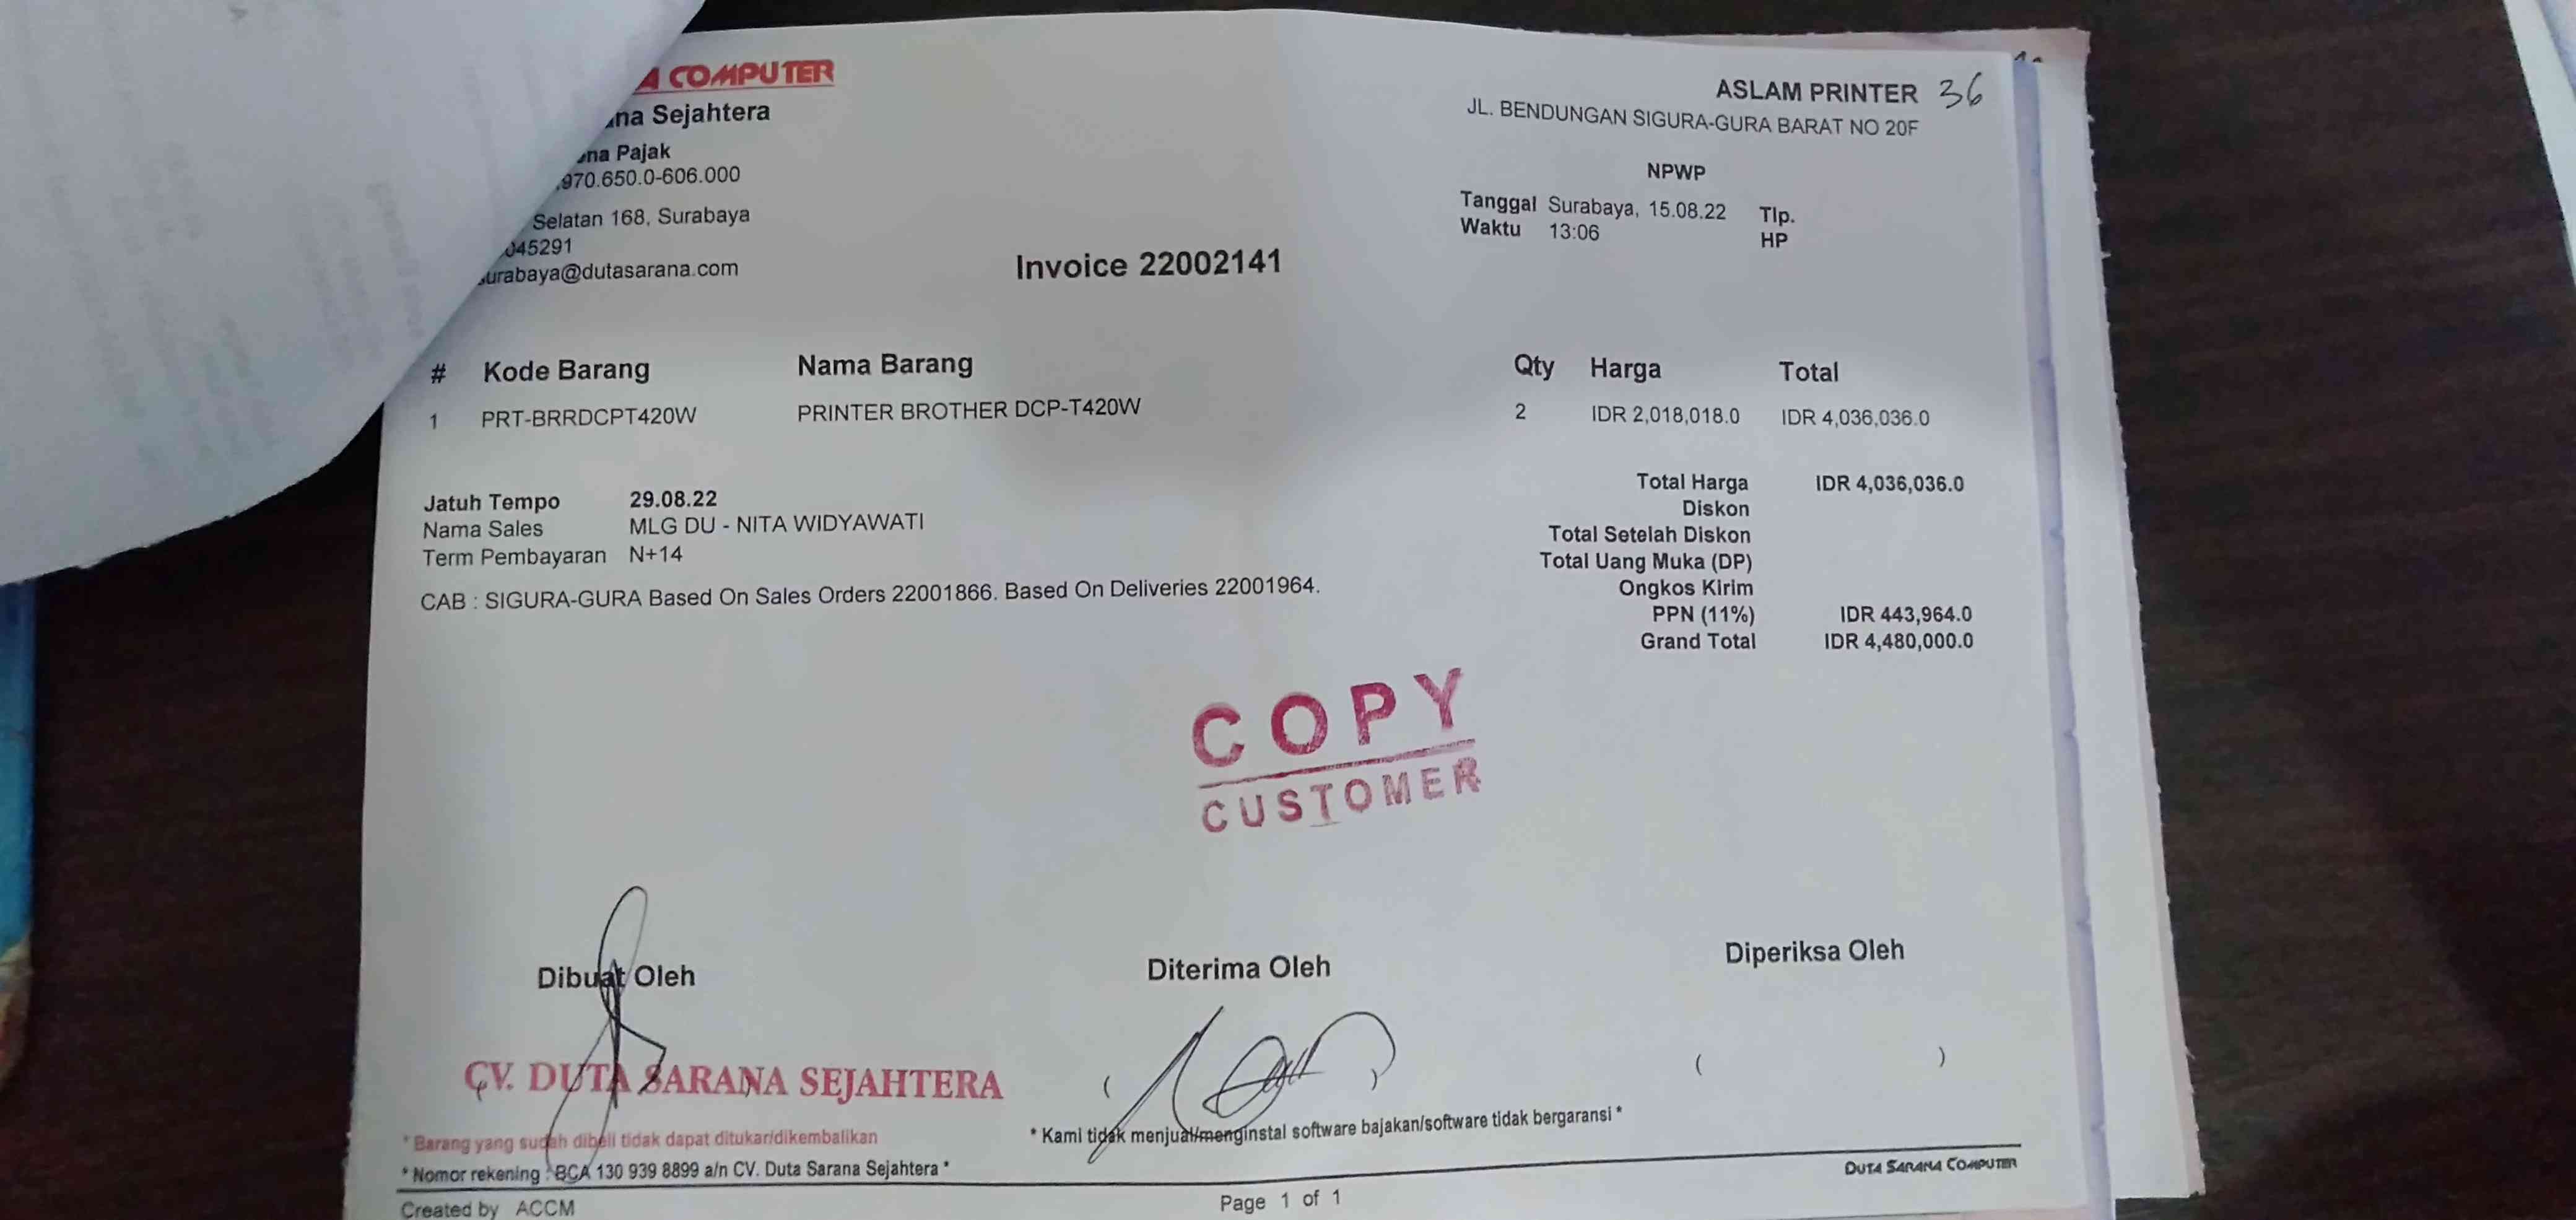 COMPUTER
Sejahtera
Pajak
970.650.0-606.000
Selatan 168, Surabaya
045291
urabaya@dutasarana.com
ASLAM PRINTER 36
JL. BENDUNGAN SIGURA-GURA BARAT NO 20F
NPWP
Tanggal Surabaya, 15.08.22 Tlp.
Waktu 13:06 HP
Invoice 22002141
# Kode Barang Nama Barang Qty Harga Total
1 PRT-BRRDCPT420W PRINTER BROTHER DCP-T420W 2 IDR 2,018,018.0 IDR 4,036,036.0
Jatuh Tempo 29.08.22
Nama Sales MLG DU - NITA WIDYAWATI
Term Pembayaran N+14
CAB : SIGURA-GURA Based On Sales Orders 22001866. Based On Deliveries 22001964.
Total Harga IDR 4,036,036.0
Diskon
Total Setelah Diskon
Total Uang Muka (DP)
Ongkos Kirim
PPN (11%) IDR 443,964.0
Grand Total IDR 4,480,000.0
COPY
CUSTOMER
Dibuat Oleh Diterima Oleh Diperiksa Oleh
CV. DUTA SARANA SEJAHTERA ( ) ( )
* Barang yang sudah dibeli tidak dapat ditukar/dikembalikan
* Kami tidak menjual/menginstal software bajakan/software tidak bergaransi *
* Nomor rekening : BCA 130 939 8899 a/n CV. Duta Sarana Sejahtera *
DUTA SARANA COMPUTER
Created by ACCM
Page 1 of 1